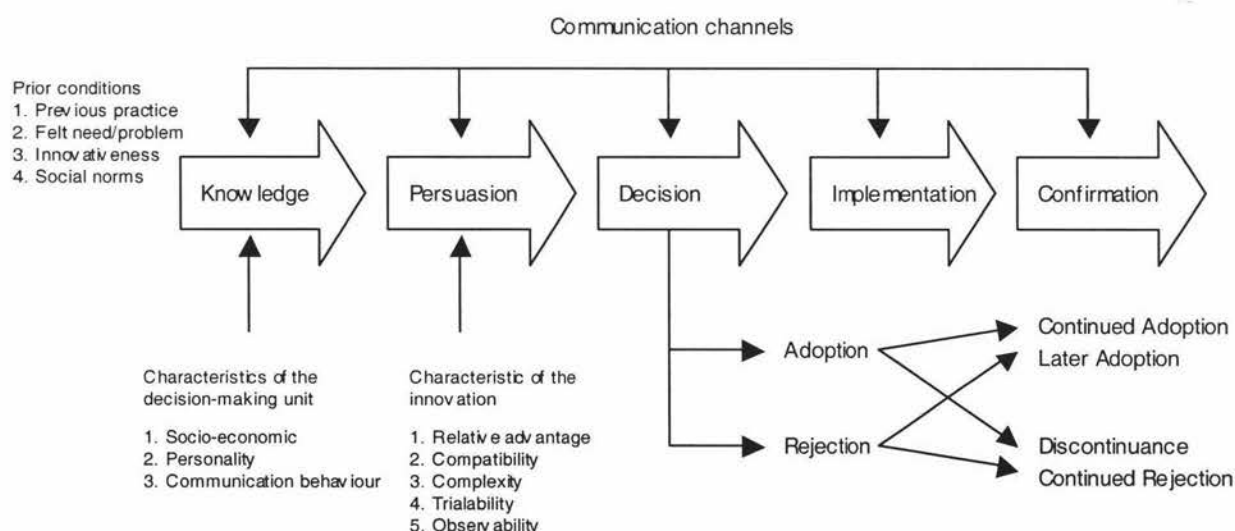 Communication channels
Prior conditions
1. Previous practice
2. Felt need/problem
3. Innovativeness
4. Social norms
Knowledge
Persuasion
Decision
Implementation
Confirmation
Adoption
Rejection
Continued Adoption
Later Adoption
Discontinuance
Continued Rejection
Characteristics of the
decision-making unit
1. Socio-economic
2. Personality
3. Communication behaviour
Characteristic of the
innovation
1. Relative advantage
2. Compatibility
3. Complexity
4. Trialability
5. Observability